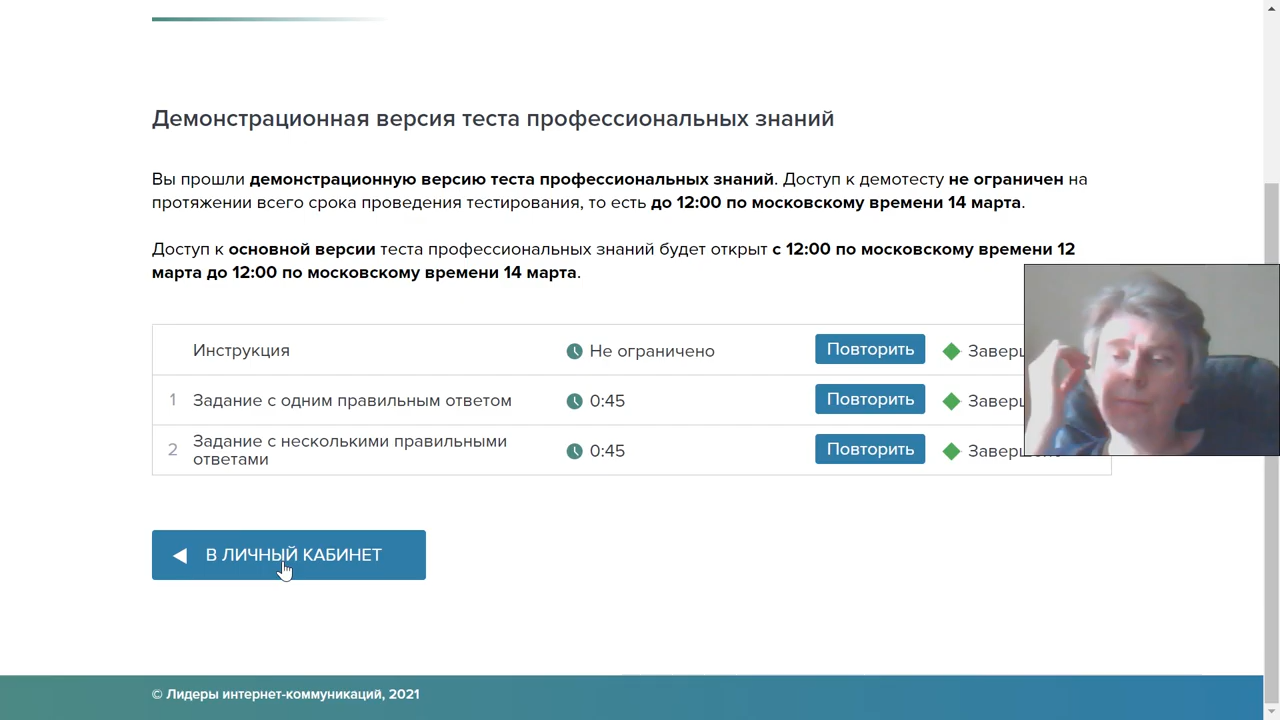 Демонстрационная версия теста профессиональных знаний
Вы прошли демонстрационную версию теста профессиональных знаний. Доступ к демотесту не ограничен на
протяжении всего срока проведения тестирования, то есть до 12:00 по московскому времени 14 марта.
Доступ к основной версии теста профессиональных знаний будет открыт с 12:00 по московскому времени 12
марта до 12:00 по московскому времени 14 марта.
Инструкция Не ограничено Повторить
1 Задание с одним правильным ответом 0:45 Повторить
2 Задание с несколькими правильными
ответами 0:45 Повторить
В ЛИЧНЫЙ КАБИНЕТ
© Лидеры интернет-коммуникаций, 2021